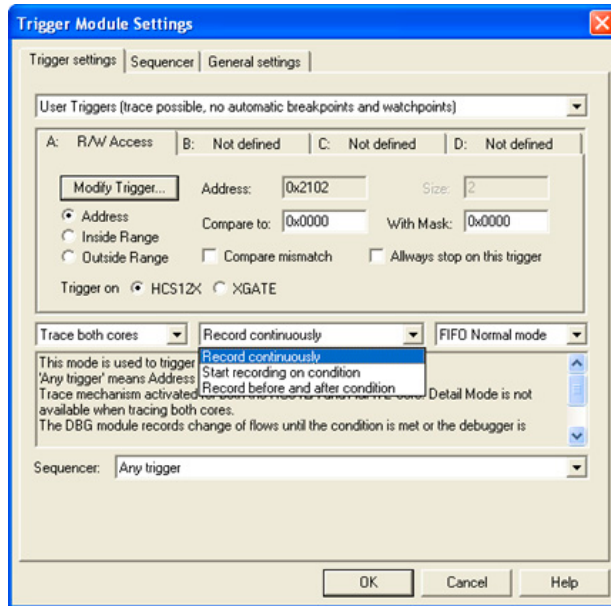 Trigger Module Settings
Trigger settings Sequencer General settings
User Triggers (trace possible, no automatic breakpoints and watchpoints)
A: R/W Access B: Not defined C: Not defined D: Not defined
Modify Trigger... Address: 0x2102 Size: 2
Address
Compare to: 0x0000 With Mask: 0x0000
Inside Range
Outside Range Compare mismatch Allways stop on this trigger
Trigger on HCS12X XGATE
Trace both cores Record continuously FIFO Normal mode
Record continuously
Start recording on condition
Record before and after condition
This mode is used to trigger
'Any trigger' means Address
Trace mechanism activated Detail Mode is not
available when tracing both cores.
The DBG module records change of flows until the condition is met or the debugger is
Sequencer: Any trigger
OK Cancel Help